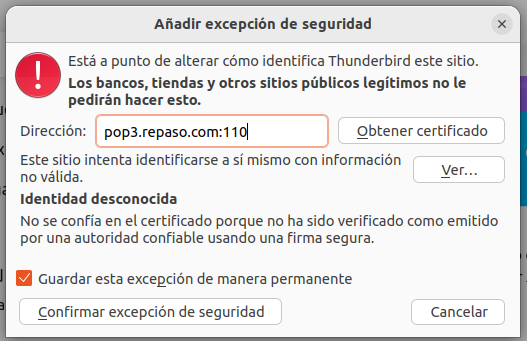 Añadir excepción de seguridad
Está a punto de alterar cómo identifica Thunderbird este sitio.
Los bancos, tiendas y otros sitios públicos legítimos no le
pedirán hacer esto.
Dirección:
pop3.repaso.com:110
Obtener certificado
Este sitio intenta identificarse a sí mismo con información
no válida.
Ver...
Identidad desconocida
No se confía en el certificado porque no ha sido verificado como emitido
por una autoridad confiable usando una firma segura.
Guardar esta excepción de manera permanente
Confirmar excepción de seguridad
Cancelar